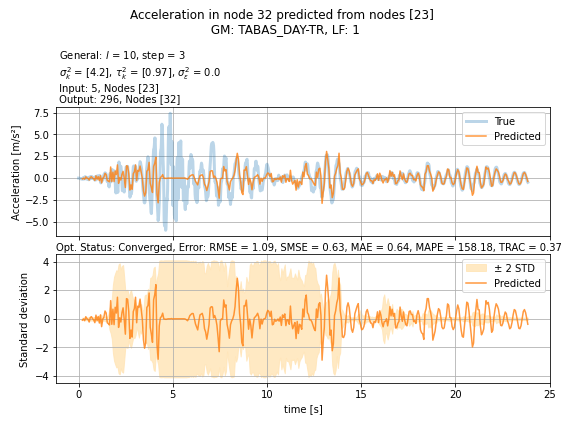 Acceleration in node 32 predicted from nodes [23]
GM: TABAS_DAY-TR, LF: 1
General: l = 10, step = 3
σ²ₖ = [4.2], τ²ₖ = [0.97], σ²ε = 0.0
Input: 5, Nodes [23]
Output: 296, Nodes [32]
Acceleration [m/s²]
7.5
5.0
2.5
0.0
−2.5
−5.0
True
Predicted
Opt. Status: Converged, Error: RMSE = 1.09, SMSE = 0.63, MAE = 0.64, MAPE = 158.18, TRAC = 0.37
Standard deviation
4
2
0
−2
−4
± 2 STD
Predicted
0 5 10 15 20 25
time [s]